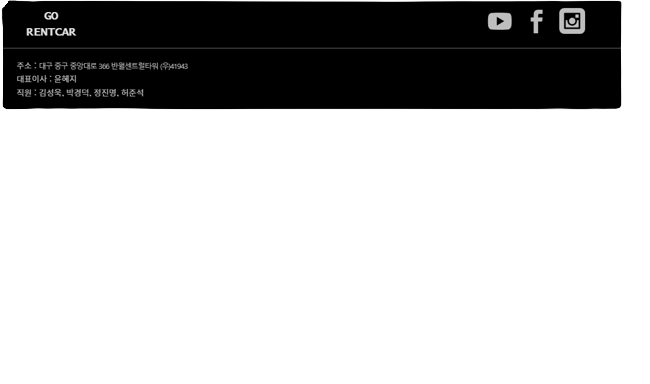 GO
RENTCAR
주소 : 대구 중구 중앙대로 366 반월센트럴타워 (우)41943
대표이사 : 윤혜지
직원 : 김성욱, 박경덕, 정진명, 허준석